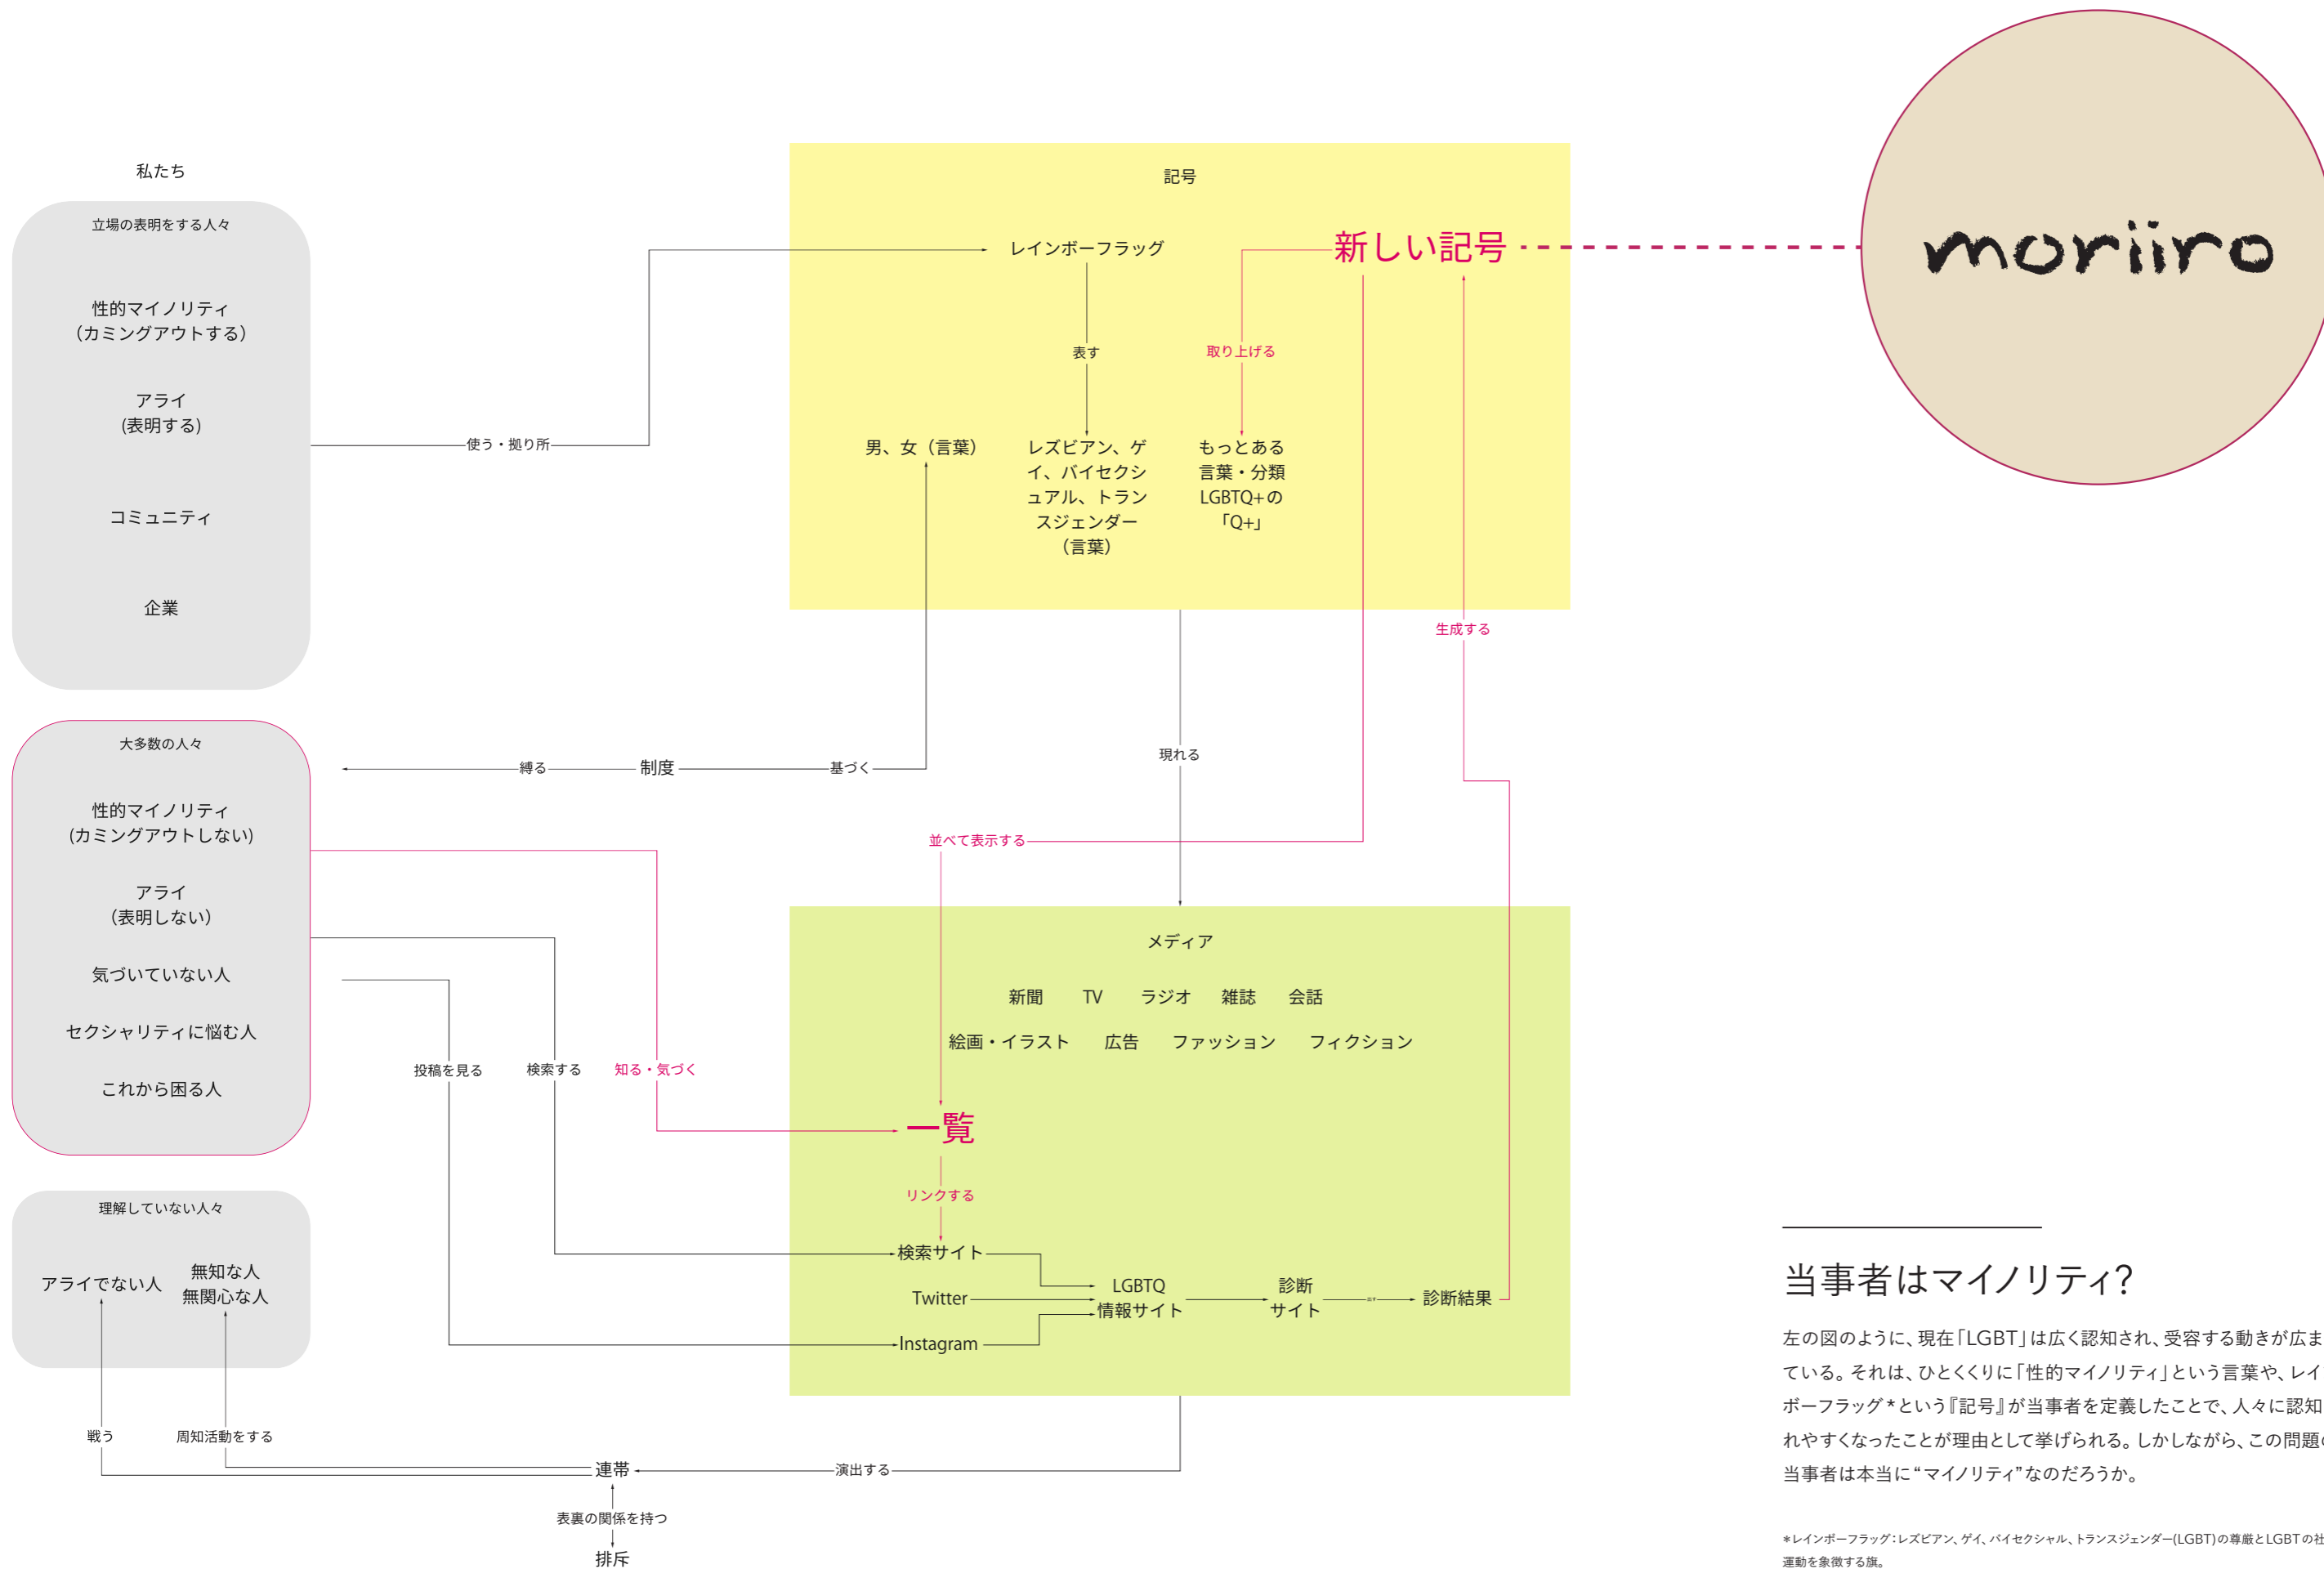 私たち
立場の表明をする人々
性的マイノリティ
（カミングアウトする）
アライ
(表明する)
コミュニティ
企業
使う・拠り所
大多数の人々
性的マイノリティ
(カミングアウトしない)
アライ
（表明しない）
気づいていない人
セクシャリティに悩む人
これから困る人
理解していない人々
アライでない人
無知な人
無関心な人
戦う
周知活動をする
縛る
制度
基づく
投稿を見る
検索する
知る・気づく
記号
レインボーフラッグ
新しい記号
表す
取り上げる
男、女（言葉）
レズビアン、ゲ
イ、バイセクシ
ュアル、トラン
スジェンダー
（言葉）
もっとある
言葉・分類
LGBTQ+の
「Q+」
生成する
現れる
並べて表示する
メディア
新聞 TV ラジオ 雑誌 会話
絵画・イラスト 広告 ファッション フィクション
一覧
リンクする
検索サイト
Twitter
Instagram
LGBTQ
情報サイト
診断
サイト
診断結果
演出する
連帯
表裏の関係を持つ
排斥
moriiro
当事者はマイノリティ?
左の図のように、現在「LGBT」は広く認知され、受容する動きが広ま
ている。それは、ひとくくりに「性的マイノリティ」という言葉や、レイ
ボーフラッグ*という『記号』が当事者を定義したことで、人々に認知
れやすくなったことが理由として挙げられる。しかしながら、この問題
当事者は本当に“マイノリティ”なのだろうか。
*レインボーフラッグ：レズビアン、ゲイ、バイセクシャル、トランスジェンダー(LGBT)の尊厳とLGBTの社
運動を象徴する旗。